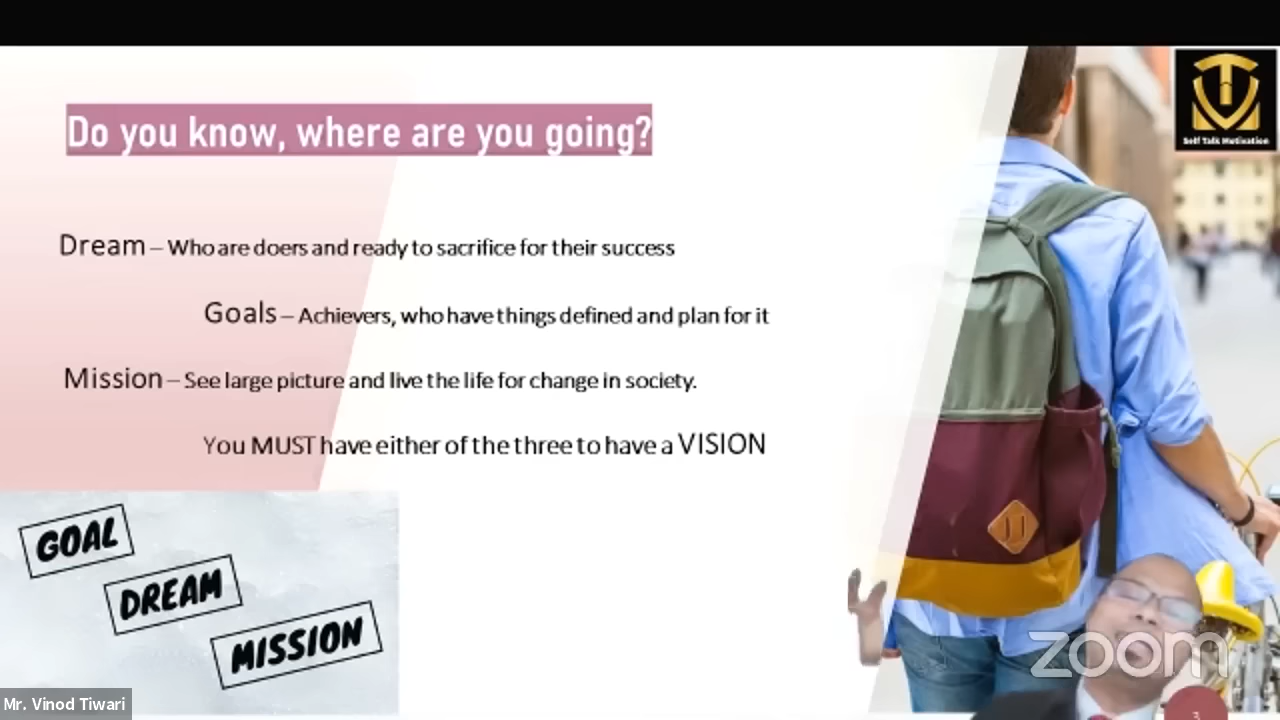 Do you know, where are you going?
Dream – Who are doers and ready to sacrifice for their success
Goals – Achievers, who have things defined and plan for it
Mission – See large picture and live the life for change in society.
You MUST have either of the three to have a VISION
GOAL
DREAM
MISSION
Self Talk Motivation
zoom
3
Mr. Vinod Tiwari